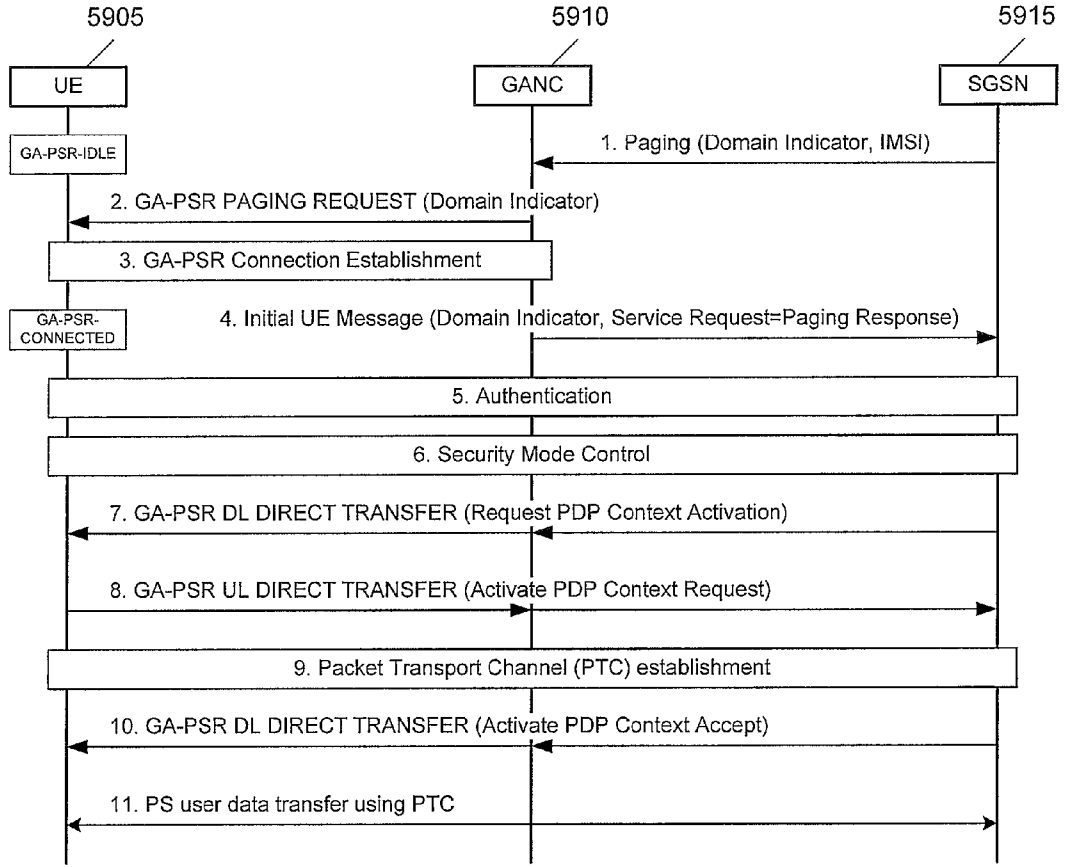 5905
5910
5915
UE
GANC
SGSN
GA-PSR-IDLE
1. Paging (Domain Indicator, IMSI)
2. GA-PSR PAGING REQUEST (Domain Indicator)
3. GA-PSR Connection Establishment
GA-PSR-
CONNECTED
4. Initial UE Message (Domain Indicator, Service Request=Paging Response)
5. Authentication
6. Security Mode Control
7. GA-PSR DL DIRECT TRANSFER (Request PDP Context Activation)
8. GA-PSR UL DIRECT TRANSFER (Activate PDP Context Request)
9. Packet Transport Channel (PTC) establishment
10. GA-PSR DL DIRECT TRANSFER (Activate PDP Context Accept)
11. PS user data transfer using PTC